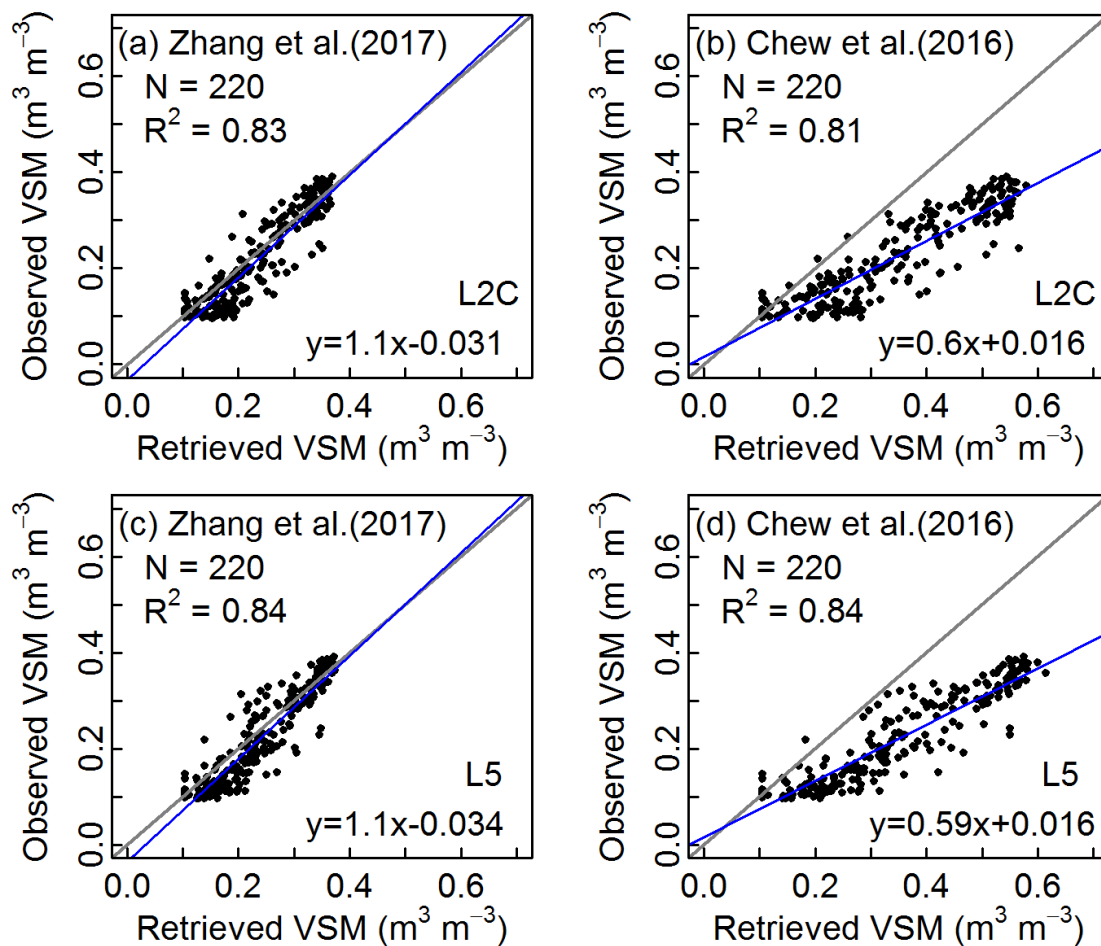 (a) Zhang et al.(2017)
N = 220
R² = 0.83
L2C
y=1.1x-0.031
Observed VSM (m³ m⁻³)
0.0 0.2 0.4 0.6
0.0 0.2 0.4 0.6
Retrieved VSM (m³ m⁻³)
(b) Chew et al.(2016)
N = 220
R² = 0.81
L2C
y=0.6x+0.016
Observed VSM (m³ m⁻³)
0.0 0.2 0.4 0.6
0.0 0.2 0.4 0.6
Retrieved VSM (m³ m⁻³)
(c) Zhang et al.(2017)
N = 220
R² = 0.84
L5
y=1.1x-0.034
Observed VSM (m³ m⁻³)
0.0 0.2 0.4 0.6
0.0 0.2 0.4 0.6
Retrieved VSM (m³ m⁻³)
(d) Chew et al.(2016)
N = 220
R² = 0.84
L5
y=0.59x+0.016
Observed VSM (m³ m⁻³)
0.0 0.2 0.4 0.6
0.0 0.2 0.4 0.6
Retrieved VSM (m³ m⁻³)